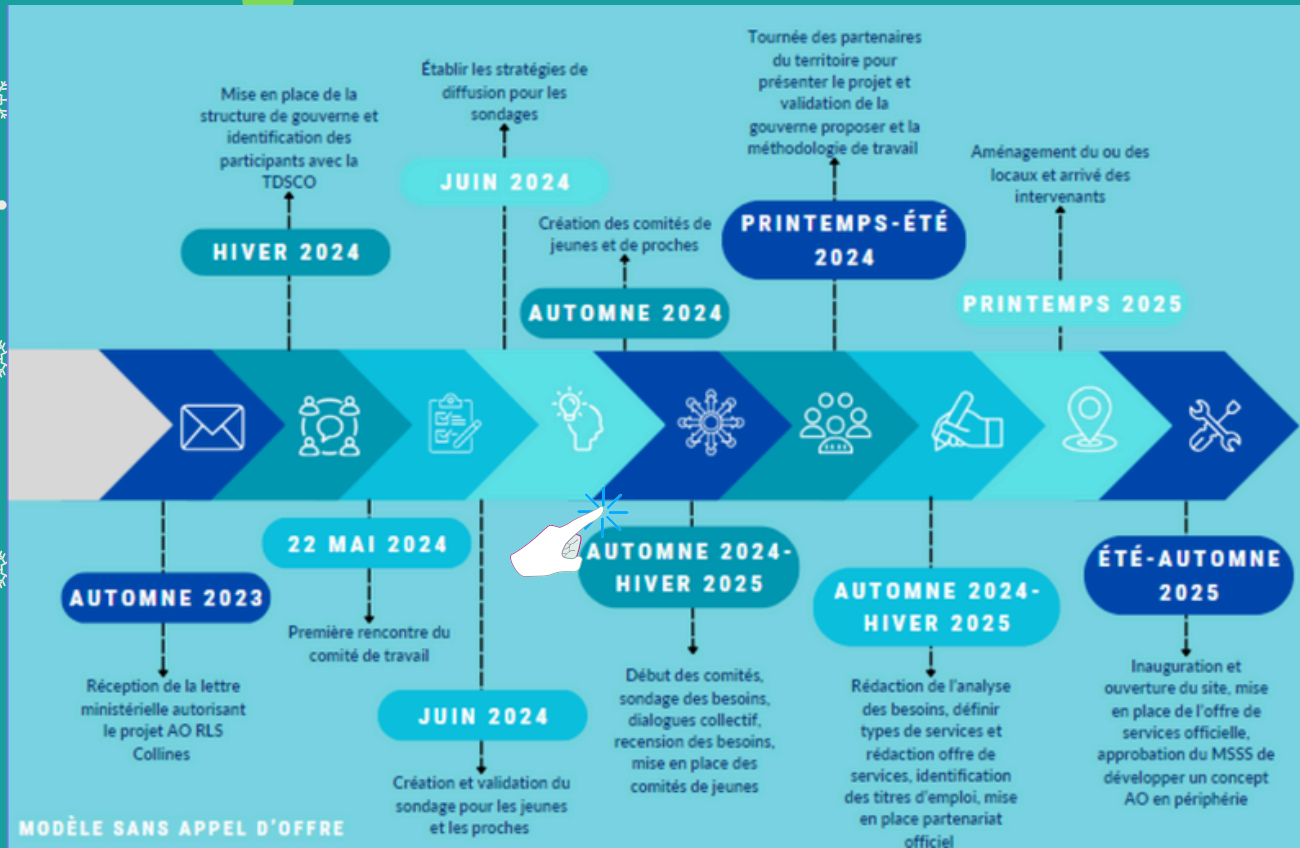 Mise en place de la
structure de gouverne et
identification des
participants avec la
TDSCO
HIVER 2024
Établir les stratégies de
diffusion pour les
sondages
JUIN 2024
Création des comités de
jeunes et de proches
AUTOMNE 2024
Tournée des partenaires
du territoire pour
présenter le projet et
validation de la
gouverne proposer et la
méthodologie de travail
PRINTEMPS-ÉTÉ
2024
Aménagement du ou des
locaux et arrivé des
intervenants
PRINTEMPS 2025
AUTOMNE 2023
Réception de la lettre
ministérielle autorisant
le projet AO RLS
Collines
22 MAI 2024
Première rencontre du
comité de travail
JUIN 2024
Création et validation du
sondage pour les jeunes
et les proches
AUTOMNE 2024-
HIVER 2025
Début des comités,
sondage des besoins,
dialogues collectif,
recension des besoins,
mise en place des
comités de jeunes
AUTOMNE 2024-
HIVER 2025
Rédaction de l'analyse
des besoins, définir
types de services et
rédaction offre de
services, identification
des titres d'emploi, mise
en place partenariat
officiel
ÉTÉ-AUTOMNE
2025
Inauguration et
ouverture du site, mise
en place de l'offre de
services officielle,
approbation du MSSS de
développer un concept
AO en périphérie
MODÈLE SANS APPEL D'OFFRE